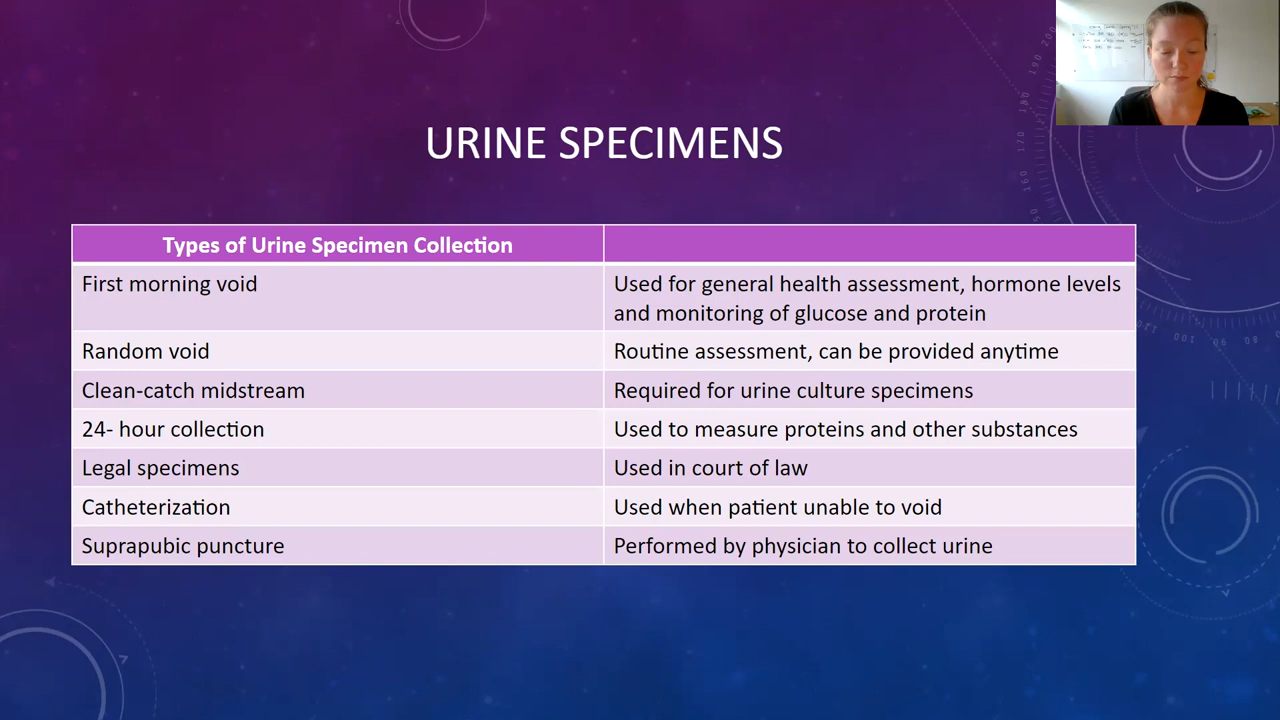 URINE SPECIMENS
Types of Urine Specimen Collection
First morning void
Used for general health assessment, hormone levels
and monitoring of glucose and protein
Random void
Routine assessment, can be provided anytime
Clean-catch midstream
Required for urine culture specimens
24- hour collection
Used to measure proteins and other substances
Legal specimens
Used in court of law
Catheterization
Used when patient unable to void
Suprapubic puncture
Performed by physician to collect urine